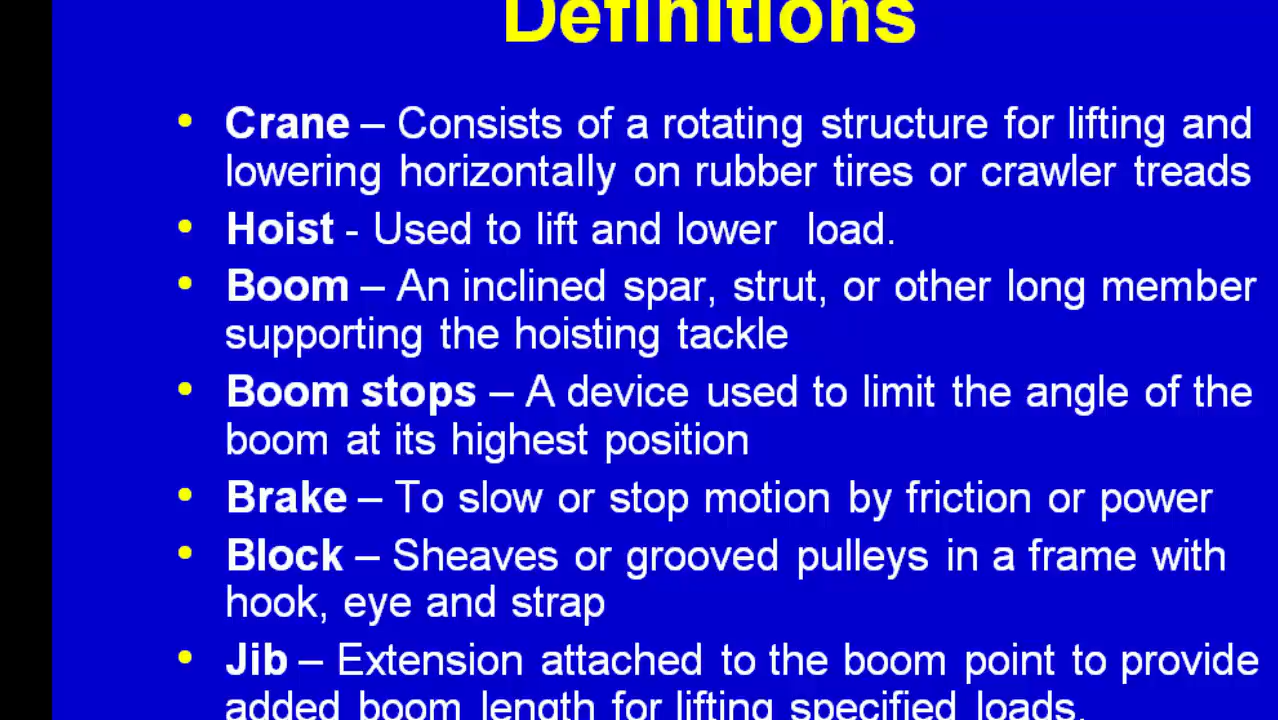 Definitions
• Crane – Consists of a rotating structure for lifting and
lowering horizontally on rubber tires or crawler treads
• Hoist - Used to lift and lower  load.
• Boom – An inclined spar, strut, or other long member
supporting the hoisting tackle
• Boom stops – A device used to limit the angle of the
boom at its highest position
• Brake – To slow or stop motion by friction or power
• Block – Sheaves or grooved pulleys in a frame with
hook, eye and strap
• Jib – Extension attached to the boom point to provide
added boom length for lifting specified loads.